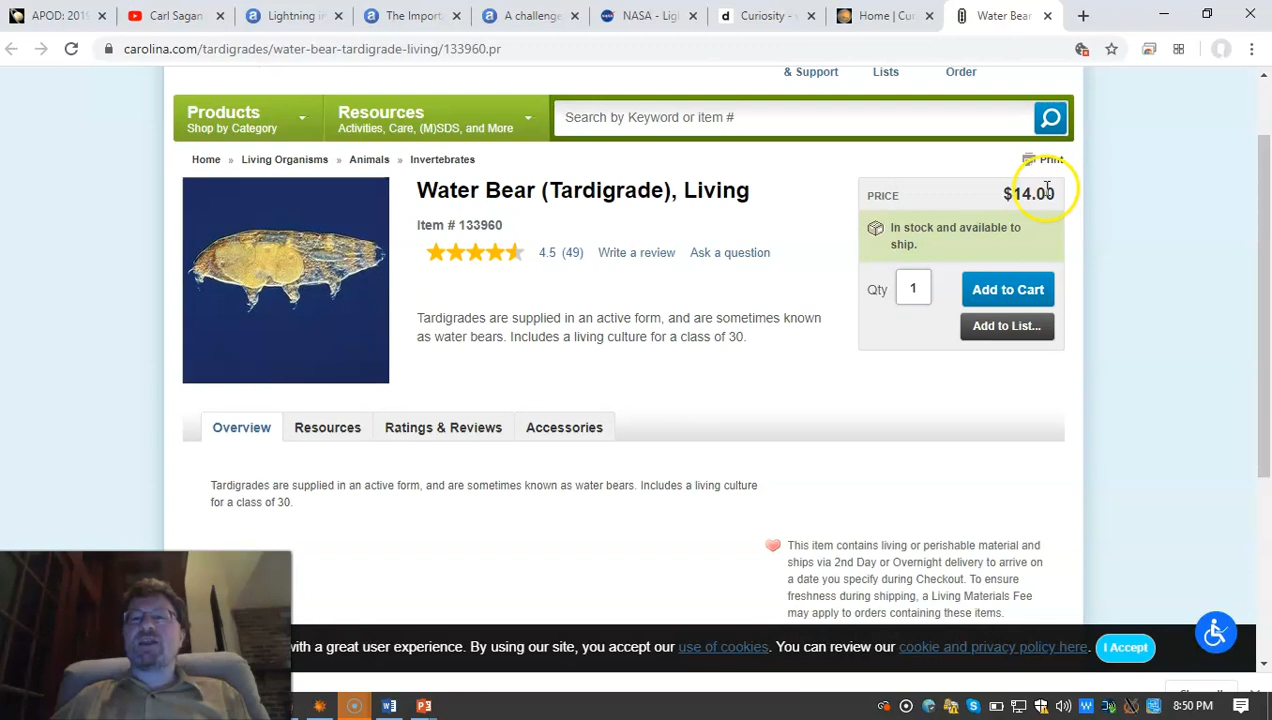 APOD: 201
Carl Sagan
Lightning in
The Import
A challenge
NASA - Lig
Curiosity -
Home | Cu
Water Bear
carolina.com/tardigrades/water-bear-tardigrade-living/133960.pr
& Support
Lists
Order
Products
Shop by Category
Resources
Activities, Care, (M)SDS, and More
Search by Keyword or item #
Home » Living Organisms » Animals » Invertebrates
Print
Water Bear (Tardigrade), Living
Item # 133960
4.5 (49) Write a review Ask a question
Tardigrades are supplied in an active form, and are sometimes known
as water bears. Includes a living culture for a class of 30.
PRICE $14.00
In stock and available to
ship.
Qty 1 Add to Cart
Add to List...
Overview Resources Ratings & Reviews Accessories
Tardigrades are supplied in an active form, and are sometimes known as water bears. Includes a living culture
for a class of 30.
This item contains living or perishable material and
ships via 2nd Day or Overnight delivery to arrive on
a date you specify during Checkout. To ensure
freshness during shipping, a Living Materials Fee
may apply to orders containing these items.
with a great user experience. By using our site, you accept our use of cookies. You can review our cookie and privacy policy here. I Accept
8:50 PM